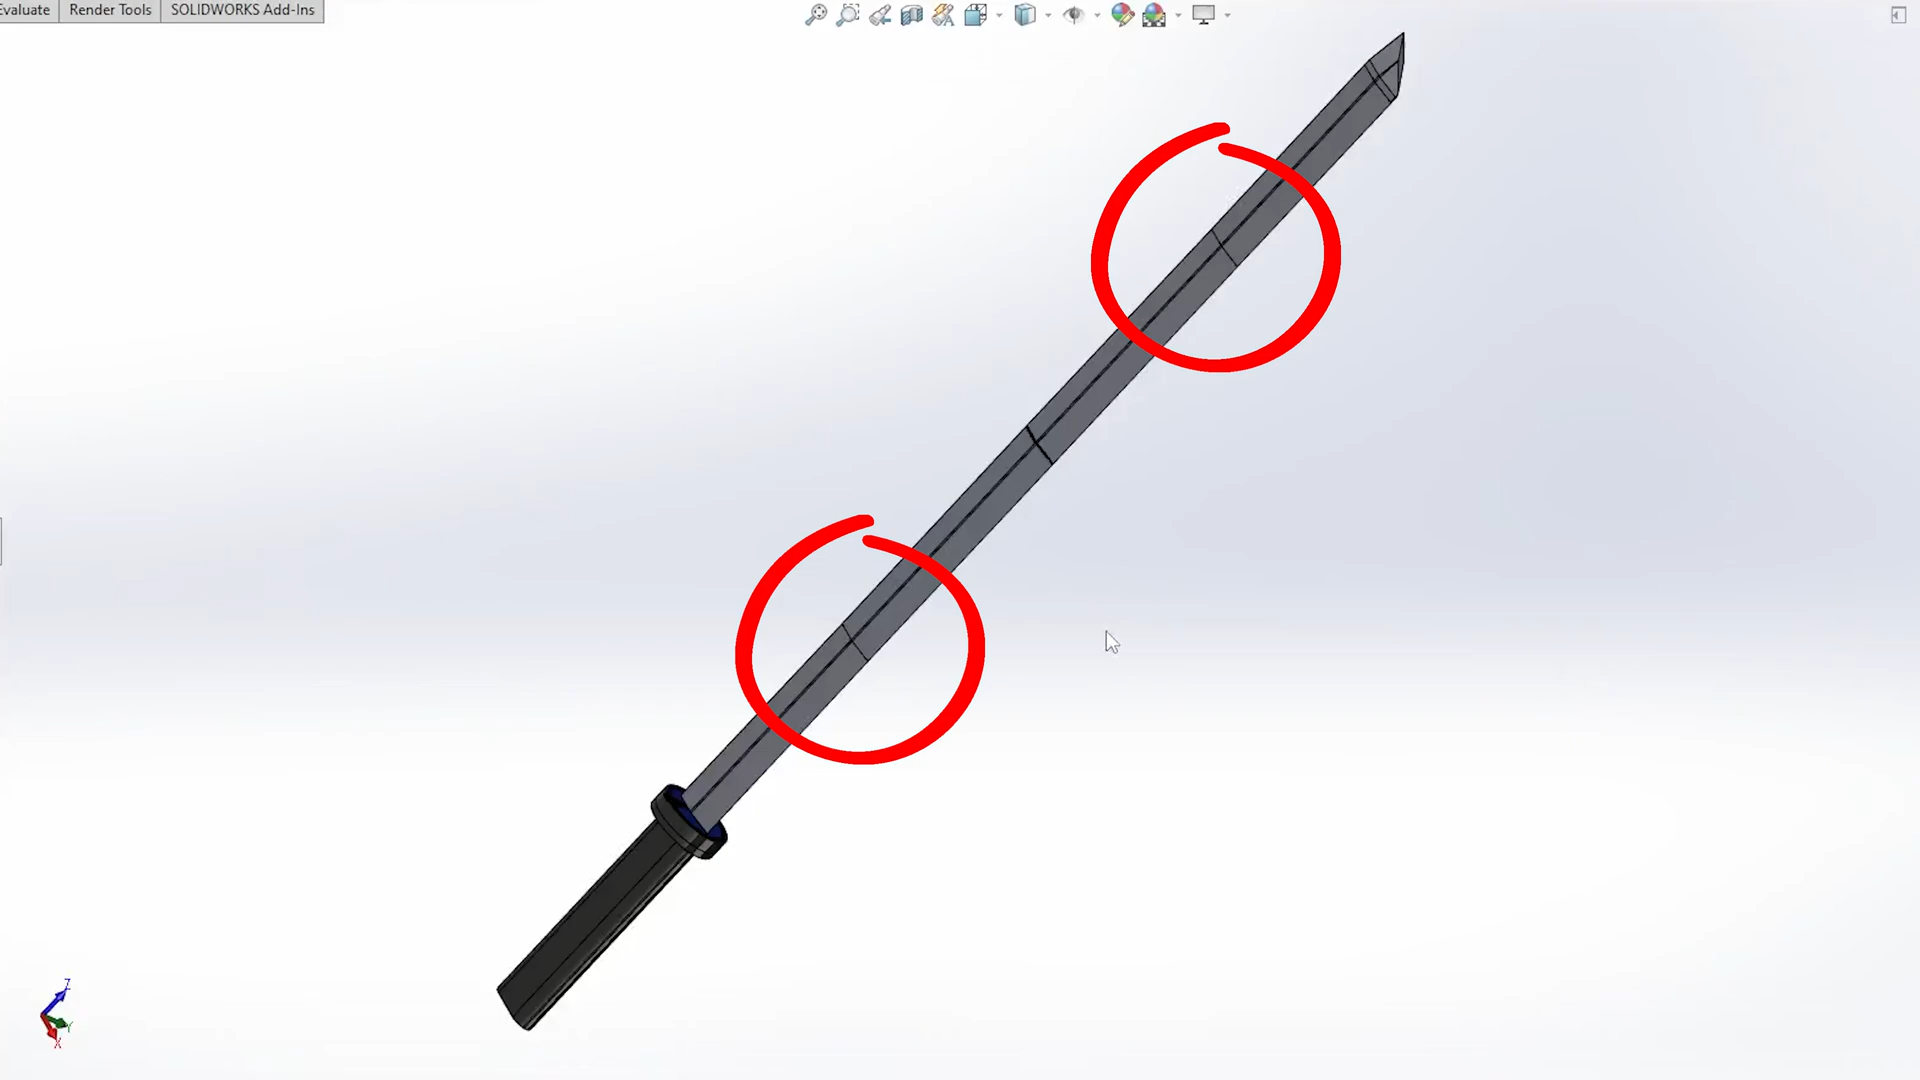 Evaluate
Render Tools
SOLIDWORKS Add-Ins
Z
Y
X